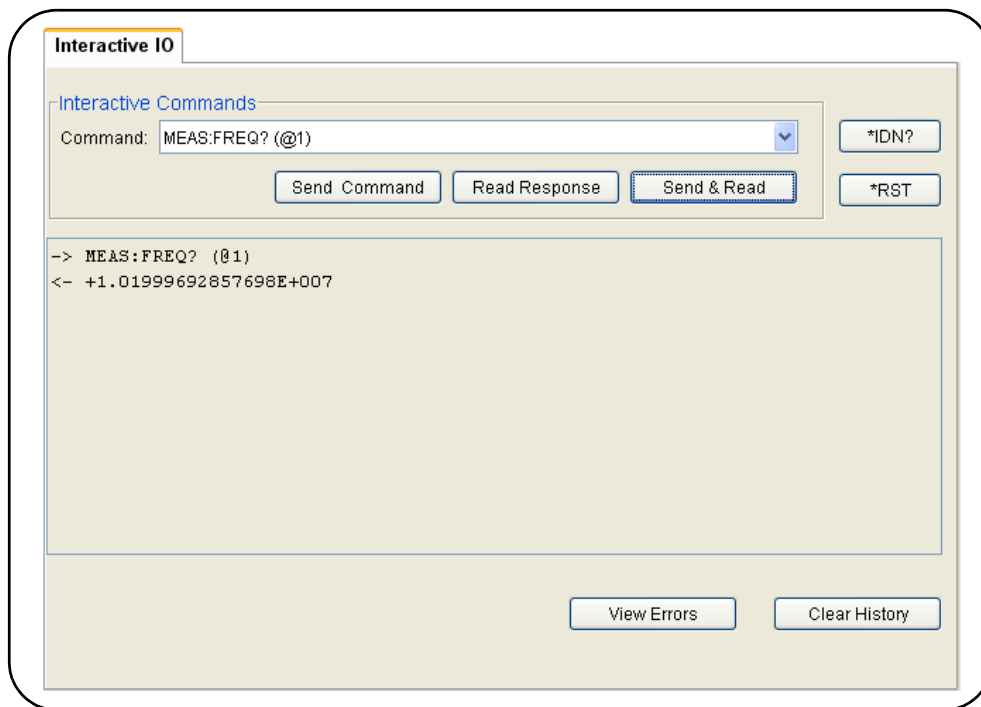 Interactive IO
Interactive Commands
Command: MEAS:FREQ? (@1)
*IDN?
Send Command Read Response Send & Read
*RST
-> MEAS:FREQ? (@1)
<- +1.01999692857698E+007
View Errors Clear History